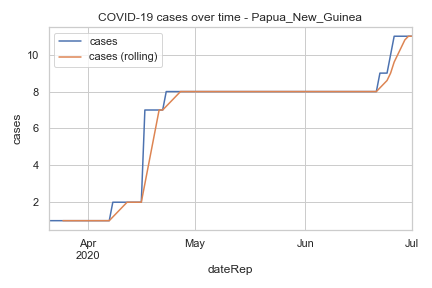 COVID-19 cases over time - Papua_New_Guinea
cases
cases (rolling)
10
8
6
4
2
cases
Apr
2020
May
Jun
Jul
dateRep